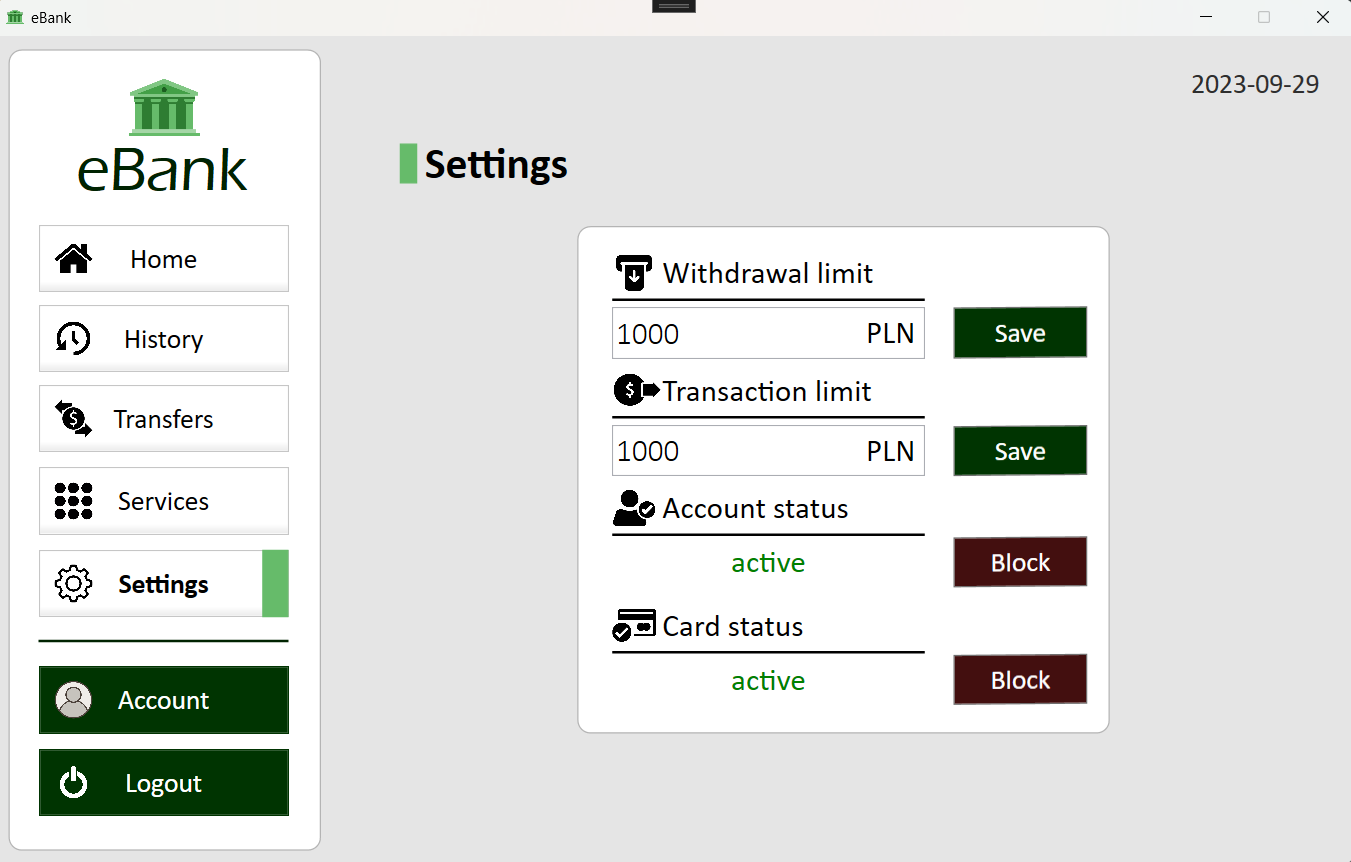 eBank
2023-09-29
eBank
Home
History
Transfers
Services
Settings
Account
Logout
Settings
Withdrawal limit
1000 PLN
Save
Transaction limit
1000 PLN
Save
Account status
active
Block
Card status
active
Block